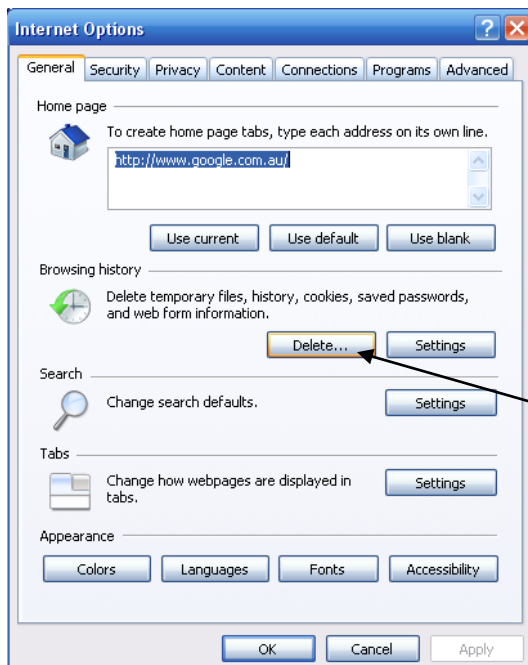 Internet Options
General Security Privacy Content Connections Programs Advanced
Home page
To create home page tabs, type each address on its own line.
http://www.google.com.au/
Use current Use default Use blank
Browsing history
Delete temporary files, history, cookies, saved passwords,
and web form information.
Delete... Settings
Search
Change search defaults. Settings
Tabs
Change how webpages are displayed in
tabs.
Settings
Appearance
Colors Languages Fonts Accessibility
OK Cancel Apply